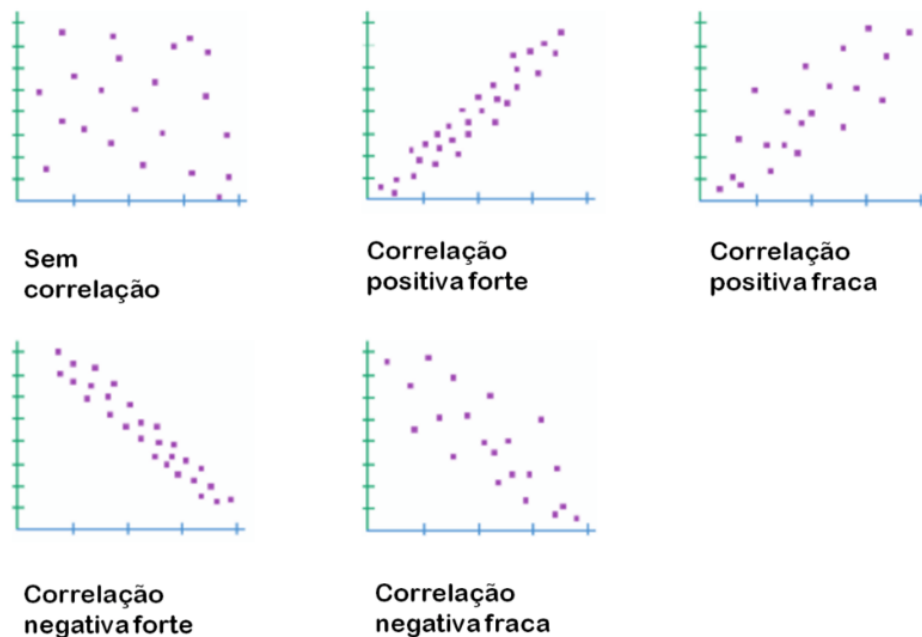 Sem
correlação
Correlação
positiva forte
Correlação
positiva fraca
Correlação
negativa forte
Correlação
negativa fraca